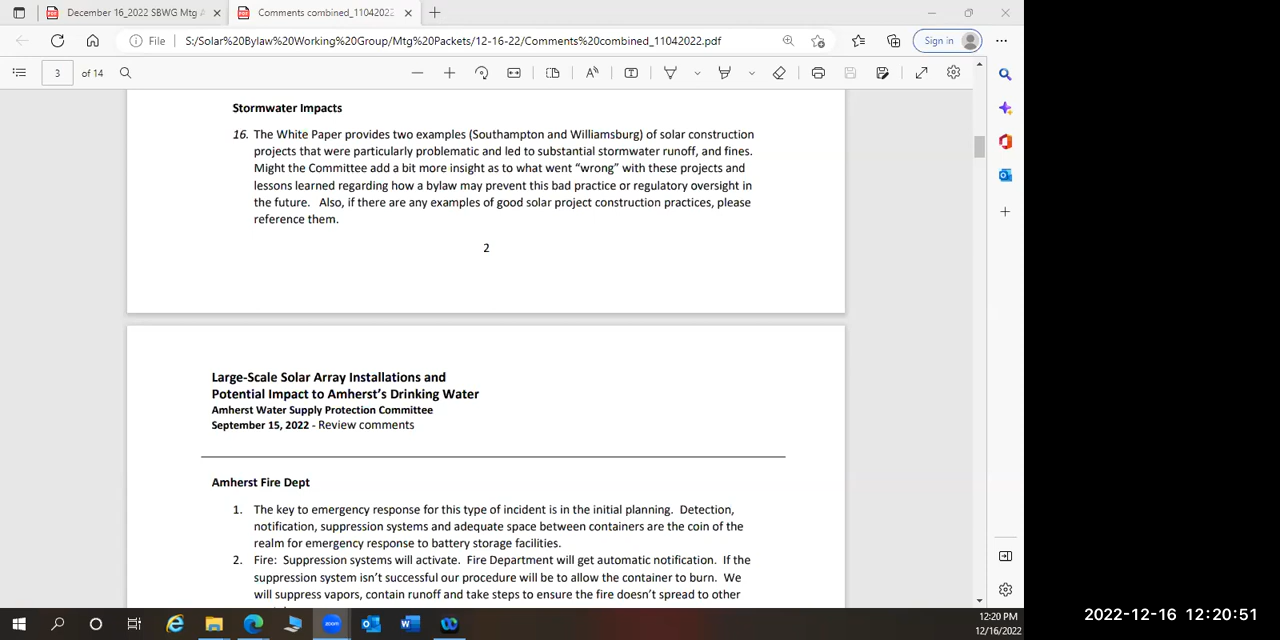 December 16_2022 SBWG Mtg A
Comments combined_11042022
File
S:/Solar%20Bylaw%20Working%20Group/Mtg%20Packets/12-16-22/Comments%20combined_11042022.pdf
Sign in
3 of 14
Stormwater Impacts
16. The White Paper provides two examples (Southampton and Williamsburg) of solar construction
projects that were particularly problematic and led to substantial stormwater runoff, and fines.
Might the Committee add a bit more insight as to what went “wrong” with these projects and
lessons learned regarding how a bylaw may prevent this bad practice or regulatory oversight in
the future.   Also, if there are any examples of good solar project construction practices, please
reference them.
2
Large-Scale Solar Array Installations and
Potential Impact to Amherst’s Drinking Water
Amherst Water Supply Protection Committee
September 15, 2022 - Review comments
Amherst Fire Dept
1. The key to emergency response for this type of incident is in the initial planning.  Detection,
notification, suppression systems and adequate space between containers are the coin of the
realm for emergency response to battery storage facilities.
2. Fire:  Suppression systems will activate.  Fire Department will get automatic notification.  If the
suppression system isn’t successful our procedure will be to allow the container to burn.  We
will suppress vapors, contain runoff and take steps to ensure the fire doesn’t spread to other
zoom
12:20 PM
12/16/2022
2022-12-16 12:20:51